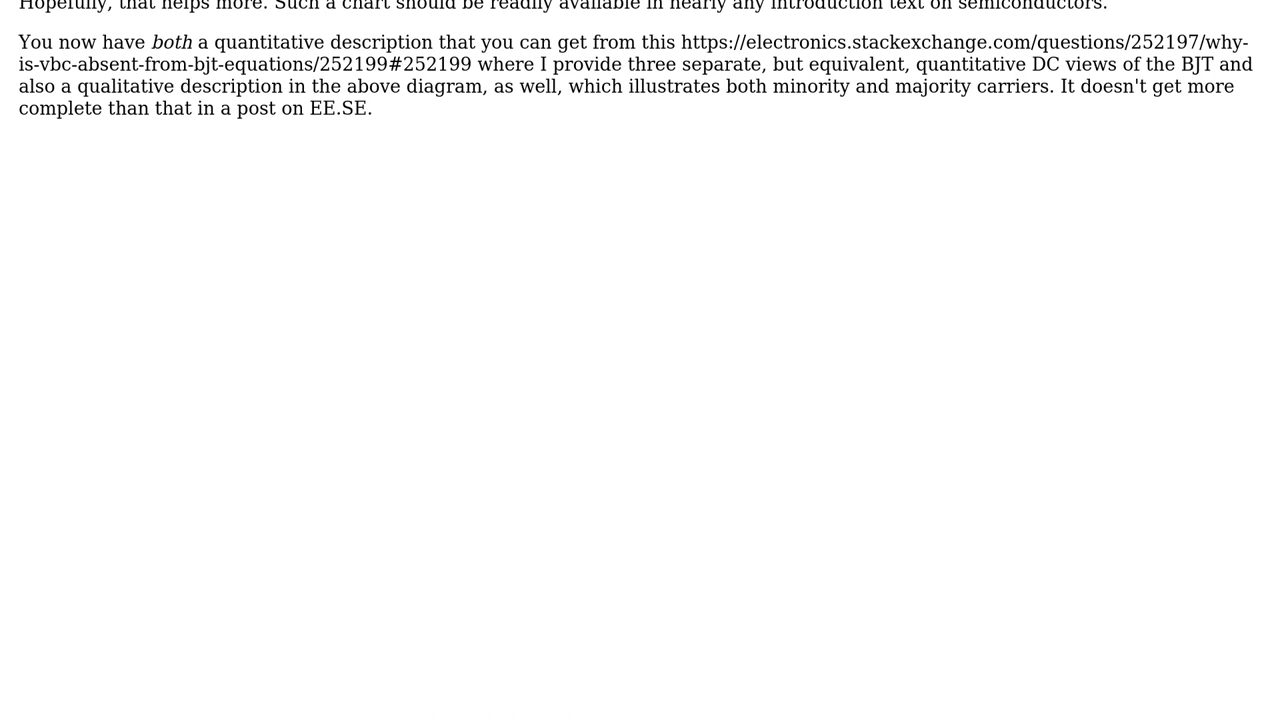 Hopefully, that helps more. Such a chart should be readily available in nearly any introduction text on semiconductors.
You now have both a quantitative description that you can get from this https://electronics.stackexchange.com/questions/252197/why-
is-vbc-absent-from-bjt-equations/252199#252199 where I provide three separate, but equivalent, quantitative DC views of the BJT and
also a qualitative description in the above diagram, as well, which illustrates both minority and majority carriers. It doesn't get more
complete than that in a post on EE.SE.